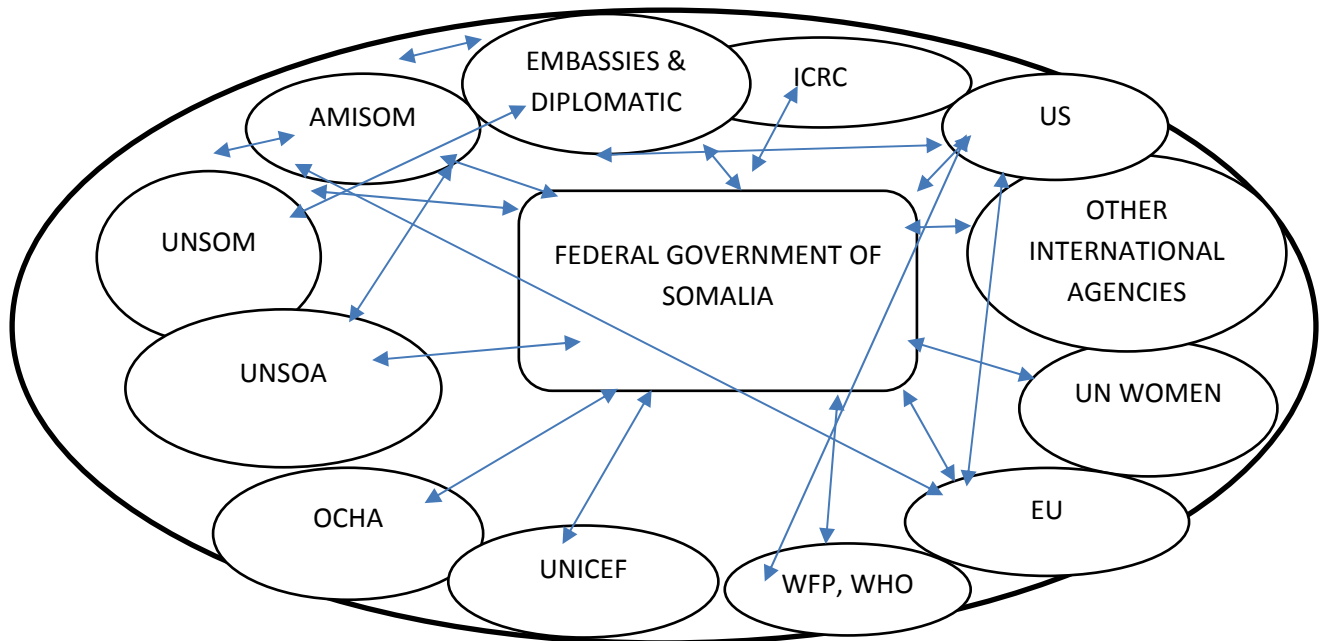 EMBASSIES &
DIPLOMATIC
ICRC
US
AMISOM
UNSOM
FEDERAL GOVERNMENT OF
SOMALIA
OTHER
INTERNATIONAL
AGENCIES
UNSOA
UN WOMEN
OCHA
EU
UNICEF
WFP, WHO